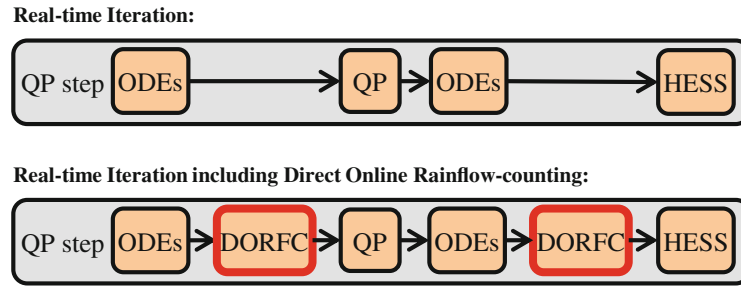 Real-time Iteration:
QP step ODEs QP ODEs HESS
Real-time Iteration including Direct Online Rainflow-counting:
QP step ODEs DORFC QP ODEs DORFC HESS